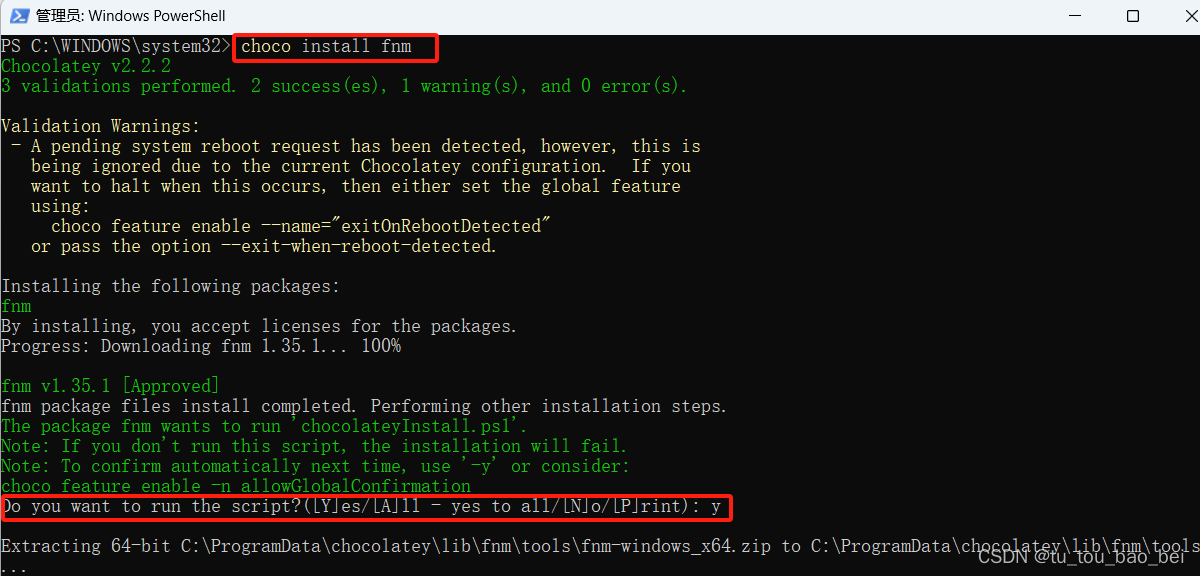 管理员: Windows PowerShell
PS C:\WINDOWS\system32> choco install fnm
Chocolatey v2.2.2
3 validations performed. 2 success(es), 1 warning(s), and 0 error(s).
Validation Warnings:
- A pending system reboot request has been detected, however, this is
being ignored due to the current Chocolatey configuration.  If you
want to halt when this occurs, then either set the global feature
using:
choco feature enable --name="exitOnRebootDetected"
or pass the option --exit-when-reboot-detected.
Installing the following packages:
fnm
By installing, you accept licenses for the packages.
Progress: Downloading fnm 1.35.1... 100%
fnm v1.35.1 [Approved]
fnm package files install completed. Performing other installation steps.
The package fnm wants to run 'chocolateyInstall.ps1'.
Note: If you don't run this script, the installation will fail.
Note: To confirm automatically next time, use '-y' or consider:
choco feature enable -n allowGlobalConfirmation
Do you want to run the script?([Y]es/[A]ll - yes to all/[N]o/[P]rint): y
Extracting 64-bit C:\ProgramData\chocolatey\lib\fnm\tools\fnm-windows_x64.zip to C:\ProgramData\chocolatey\lib\fnm\tools
...
CSDN @tu_tou_bao_bei